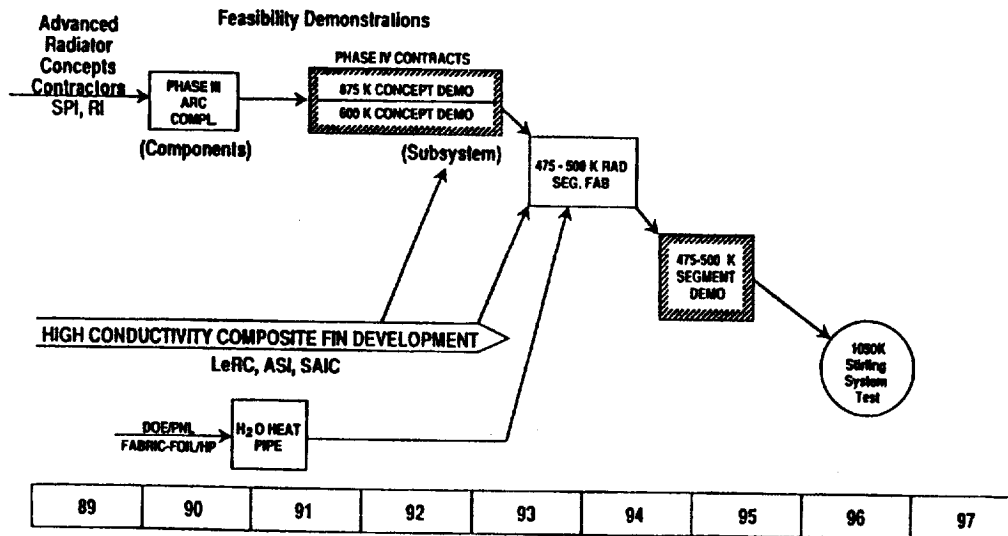 Feasibility Demonstrations
Advanced
Radiator
Concepts
Contractors
SPI, RI
PHASE III
ARC
COMPL.
(Components)
PHASE IV CONTRACTS
875 K CONCEPT DEMO
600 K CONCEPT DEMO
(Subsystem)
475 - 500 K RAD
SEG. FAB
475-500 K
SEGMENT
DEMO
1050K
Stirling
System
Test
HIGH CONDUCTIVITY COMPOSITE FIN DEVELOPMENT
LeRC, ASI, SAIC
DOE/PNL
FABRIC-FOIL/HP
H₂O HEAT
PIPE
89 90 91 92 93 94 95 96 97